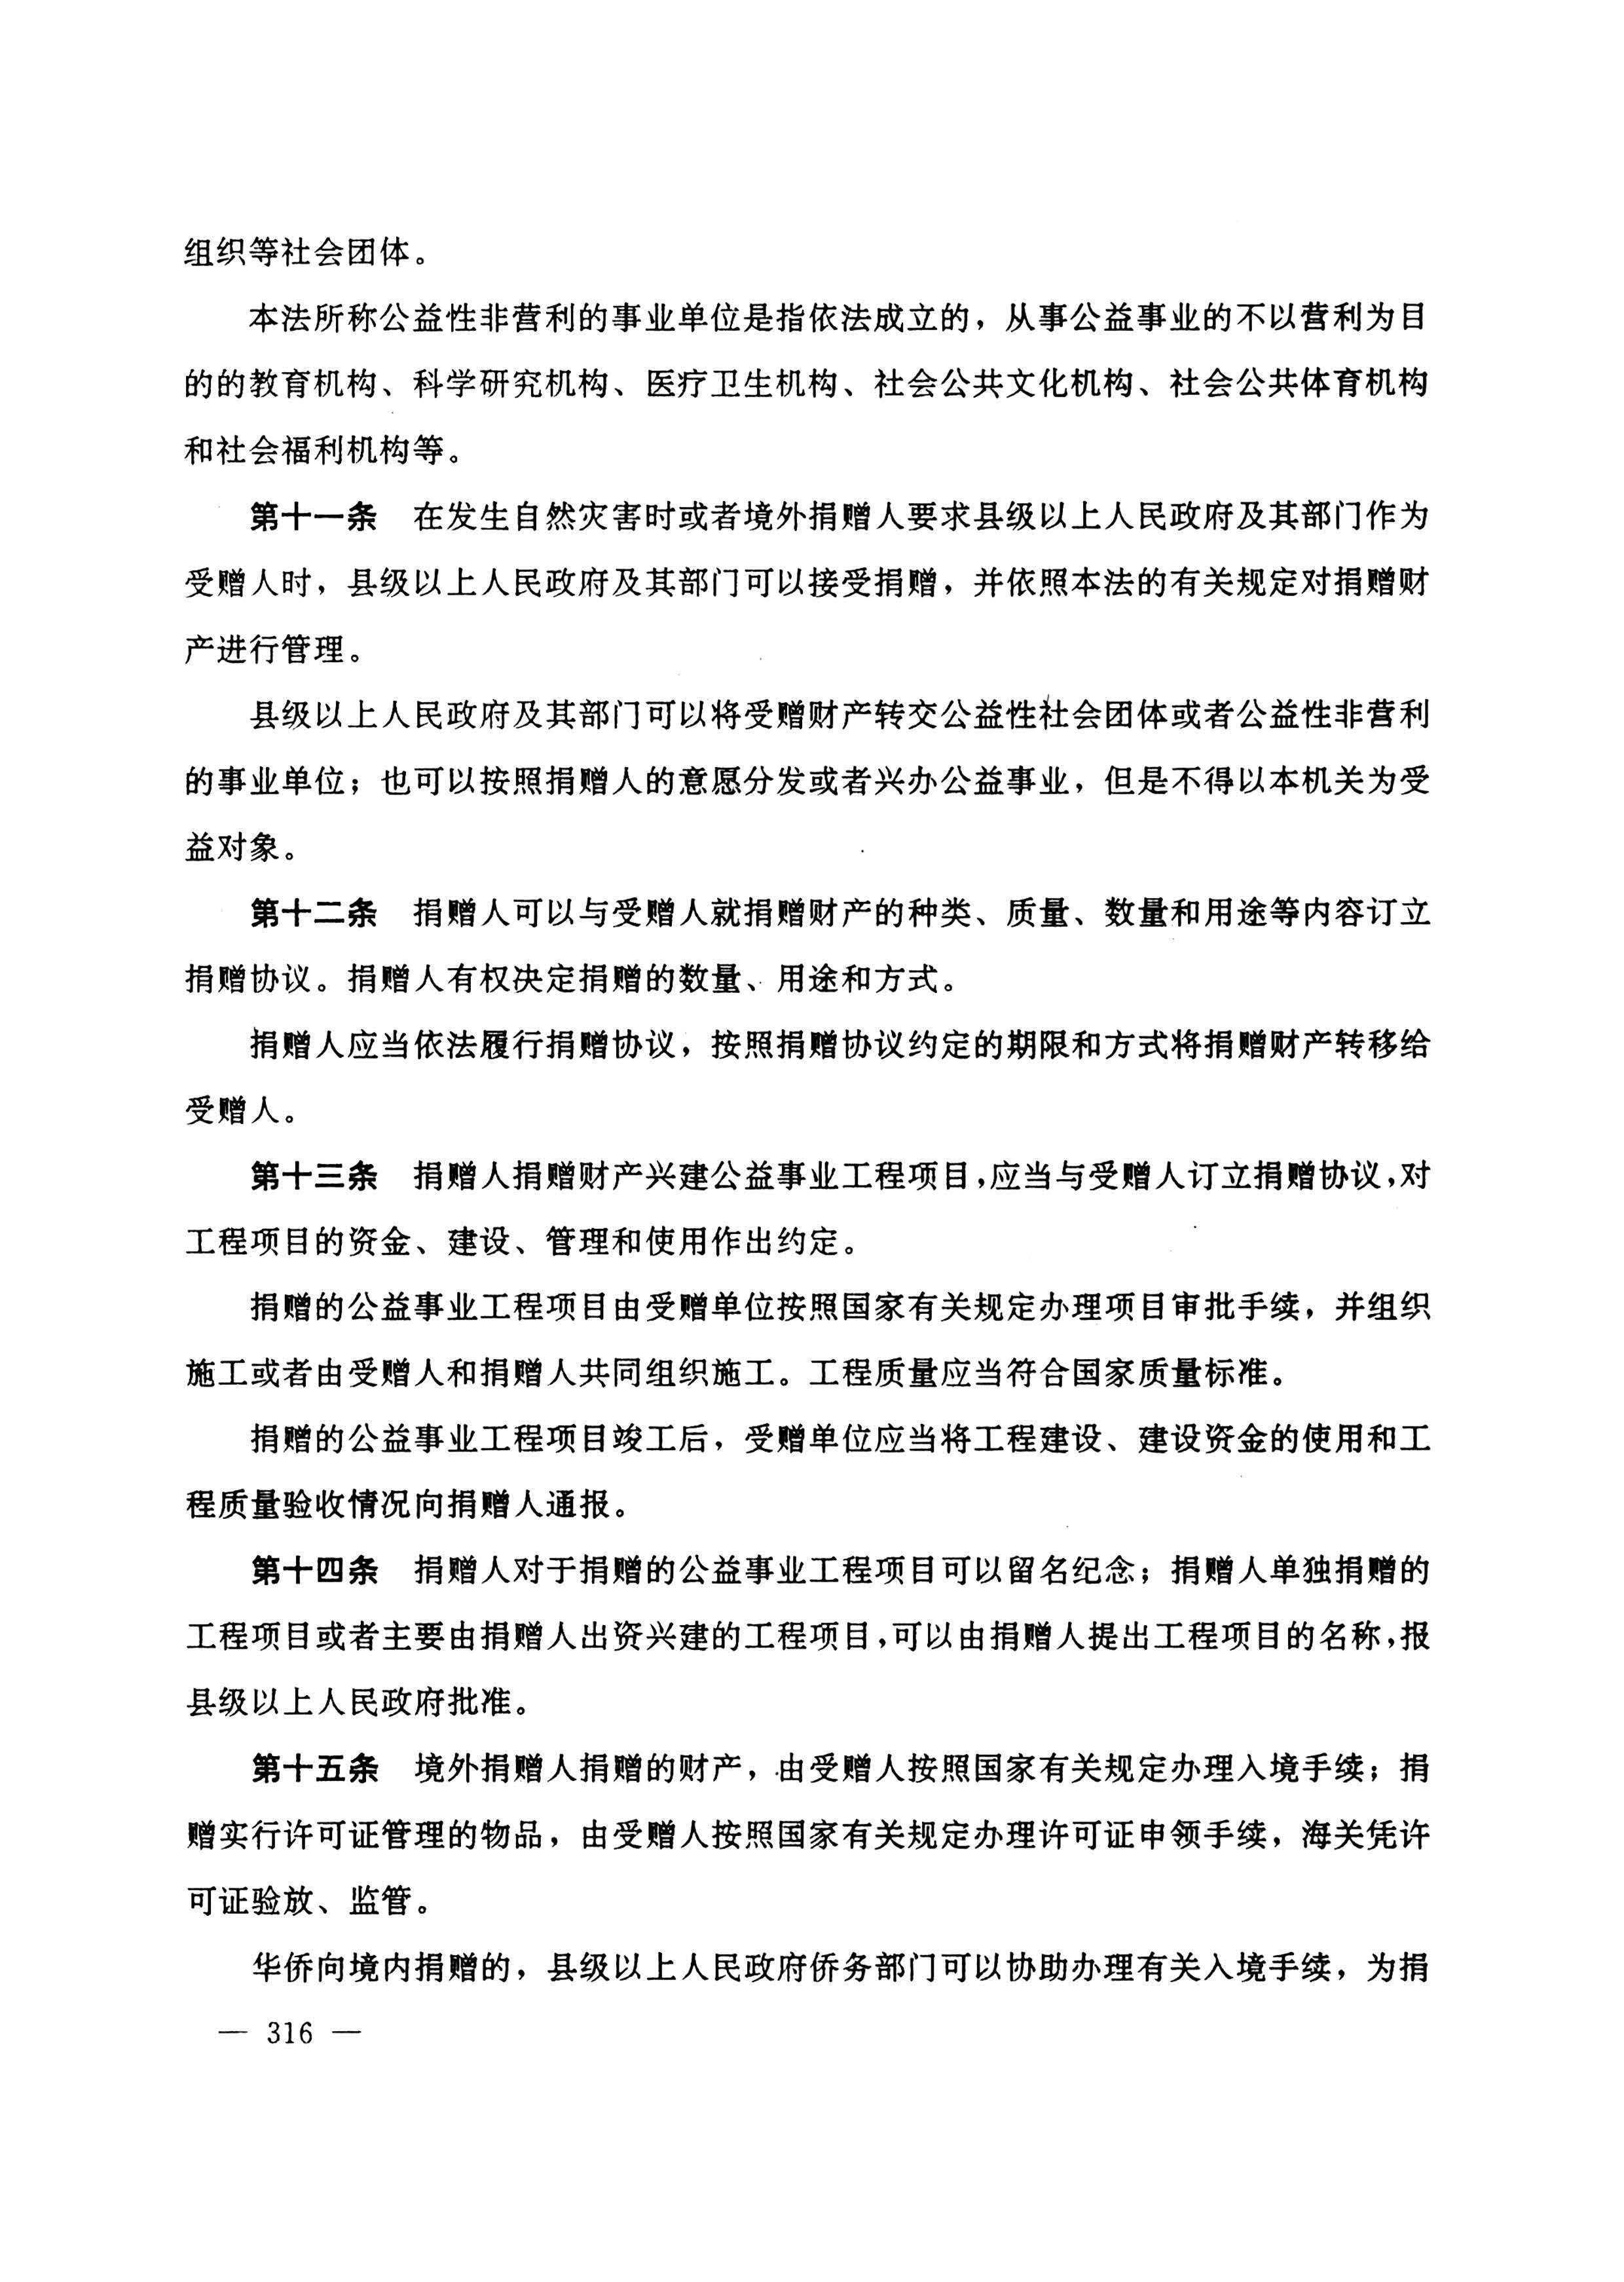 组织等社会团体。
本法所称公益性非营利的事业单位是指依法成立的，从事公益事业的不以营利为目
的的教育机构、科学研究机构、医疗卫生机构、社会公共文化机构、社会公共体育机构
和社会福利机构等。
第十一条　在发生自然灾害时或者境外捐赠人要求县级以上人民政府及其部门作为
受赠人时，县级以上人民政府及其部门可以接受捐赠，并依照本法的有关规定对捐赠财
产进行管理。
县级以上人民政府及其部门可以将受赠财产转交公益性社会团体或者公益性非营利
的事业单位；也可以按照捐赠人的意愿分发或者兴办公益事业，但是不得以本机关为受
益对象。
第十二条　捐赠人可以与受赠人就捐赠财产的种类、质量、数量和用途等内容订立
捐赠协议。捐赠人有权决定捐赠的数量、用途和方式。
捐赠人应当依法履行捐赠协议，按照捐赠协议约定的期限和方式将捐赠财产转移给
受赠人。
第十三条　捐赠人捐赠财产兴建公益事业工程项目，应当与受赠人订立捐赠协议，对
工程项目的资金、建设、管理和使用作出约定。
捐赠的公益事业工程项目由受赠单位按照国家有关规定办理项目审批手续，并组织
施工或者由受赠人和捐赠人共同组织施工。工程质量应当符合国家质量标准。
捐赠的公益事业工程项目竣工后，受赠单位应当将工程建设、建设资金的使用和工
程质量验收情况向捐赠人通报。
第十四条　捐赠人对于捐赠的公益事业工程项目可以留名纪念；捐赠人单独捐赠的
工程项目或者主要由捐赠人出资兴建的工程项目，可以由捐赠人提出工程项目的名称，报
县级以上人民政府批准。
第十五条　境外捐赠人捐赠的财产，由受赠人按照国家有关规定办理入境手续；捐
赠实行许可证管理的物品，由受赠人按照国家有关规定办理许可证申领手续，海关凭许
可证验放、监管。
华侨向境内捐赠的，县级以上人民政府侨务部门可以协助办理有关入境手续，为捐
— 316 —